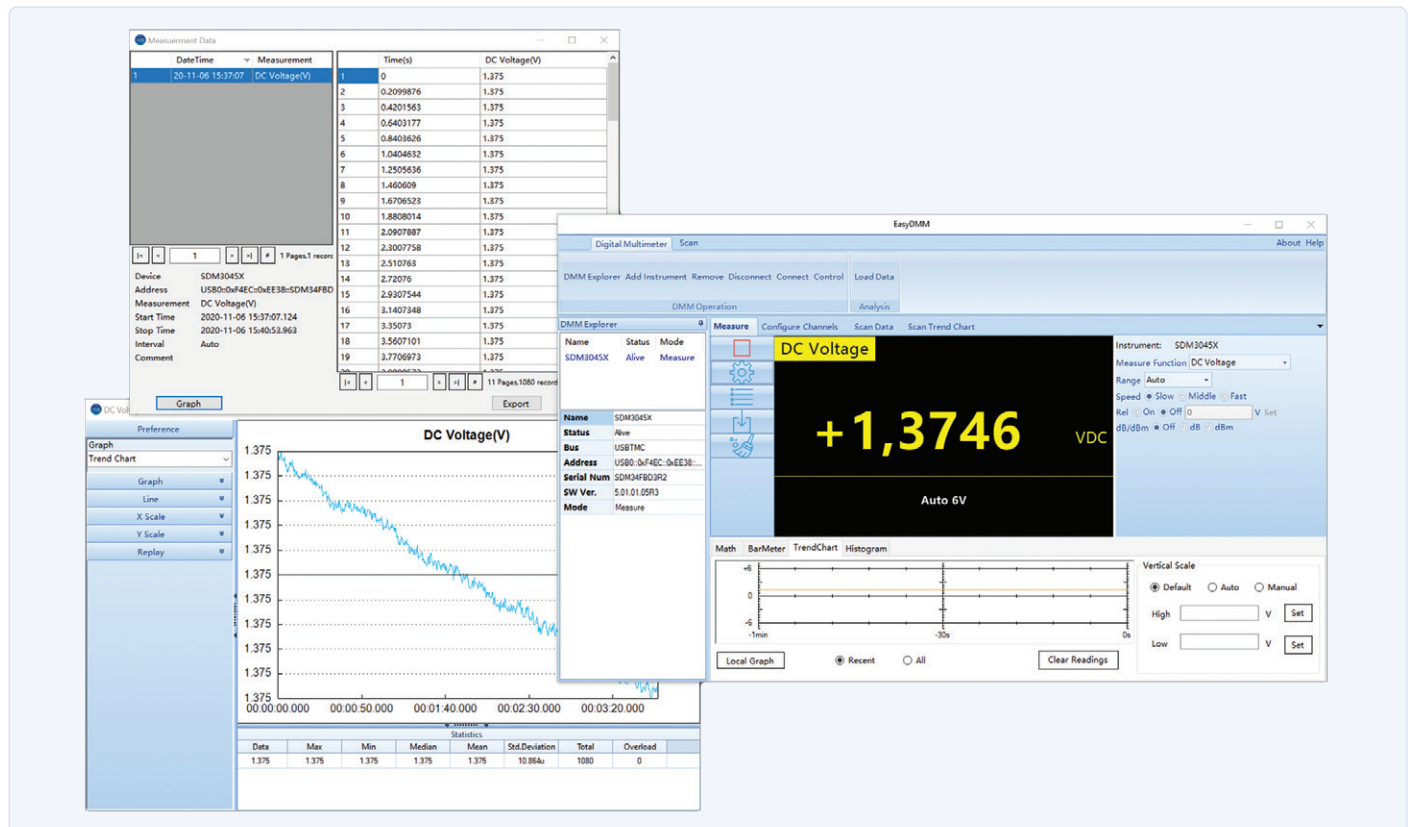 Measuerment Data
DateTime Measurement
1 20-11-06 15:37:07 DC Voltage(V)
Time(s) DC Voltage(V)
1 0 1.375
2 0.2099876 1.375
3 0.4201563 1.375
4 0.6403177 1.375
5 0.8403626 1.375
6 1.0404632 1.375
7 1.2505636 1.375
8 1.460609 1.375
9 1.6706523 1.375
10 1.8808014 1.375
11 2.0907887 1.375
12 2.3007758 1.375
13 2.510763 1.375
14 2.72076 1.375
15 2.9307544 1.375
16 3.1407348 1.375
17 3.35073 1.375
18 3.5607101 1.375
19 3.7706973 1.375
1 1 Pages,1 record
Device SDM3045X
Address USB0::0xF4EC::0xEE38::SDM34FBD
Measurement DC Voltage(V)
Start Time 2020-11-06 15:37:07.124
Stop Time 2020-11-06 15:40:53.963
Interval Auto
Comment
1 11 Pages,1080 record
Graph
Export
EasyDMM
Digital Multimeter Scan
About Help
DMM Explorer Add Instrument Remove Disconnect Connect Control Load Data
DMM Operation Analysis
DMM Explorer
Name Status Mode
SDM3045X Alive Measure
Name SDM3045X
Status Alive
Bus USBTMC
Address USB0::0xF4EC::0xEE38::...
Serial Num SDM34FBD3R2
SW Ver. 5.01.01.05R3
Mode Measure
Measure Configure Channels Scan Data Scan Trend Chart
DC Voltage
+1,3746 VDC
Auto 6V
Instrument: SDM3045X
Measure Function DC Voltage
Range Auto
Speed Slow Middle Fast
Rel On Off 0 V Set
dB/dBm Off dB dBm
Math BarMeter TrendChart Histogram
+6
0
-6
-1min -30s 0s
Local Graph Recent All Clear Readings
Vertical Scale
Default Auto Manual
High V Set
Low V Set
DC Vol
Preference
Graph
Trend Chart
Graph
Line
X Scale
Y Scale
Replay
DC Voltage(V)
1.375
1.375
1.375
1.375
1.375
1.375
1.375
1.375
1.375
1.375
1.375
00:00:00.000 00:00:50.000 00:01:40.000 00:02:30.000 00:03:20.000
Statistics
Data Max Min Median Mean Std.Deviation Total Overload
1.375 1.375 1.375 1.375 1.375 10.864u 1080 0